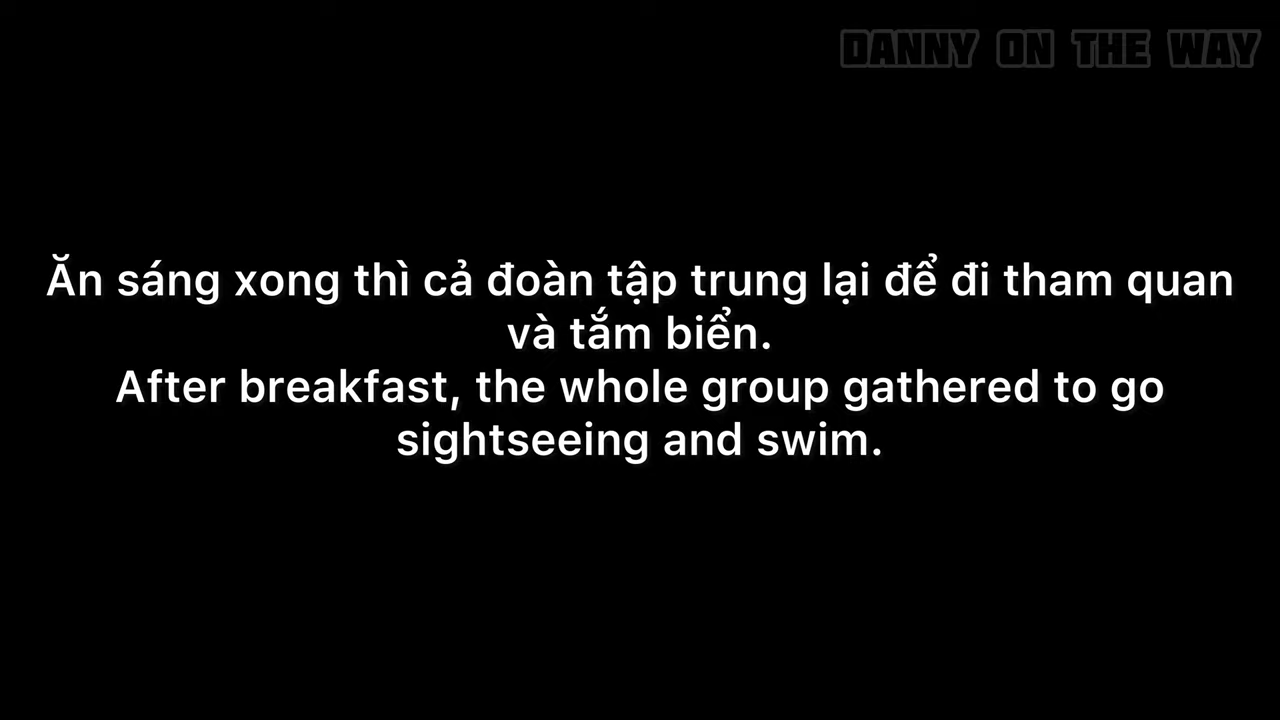 DANNY ON THE WAY
Ăn sáng xong thì cả đoàn tập trung lại để đi tham quan
và tắm biển.
After breakfast, the whole group gathered to go
sightseeing and swim.